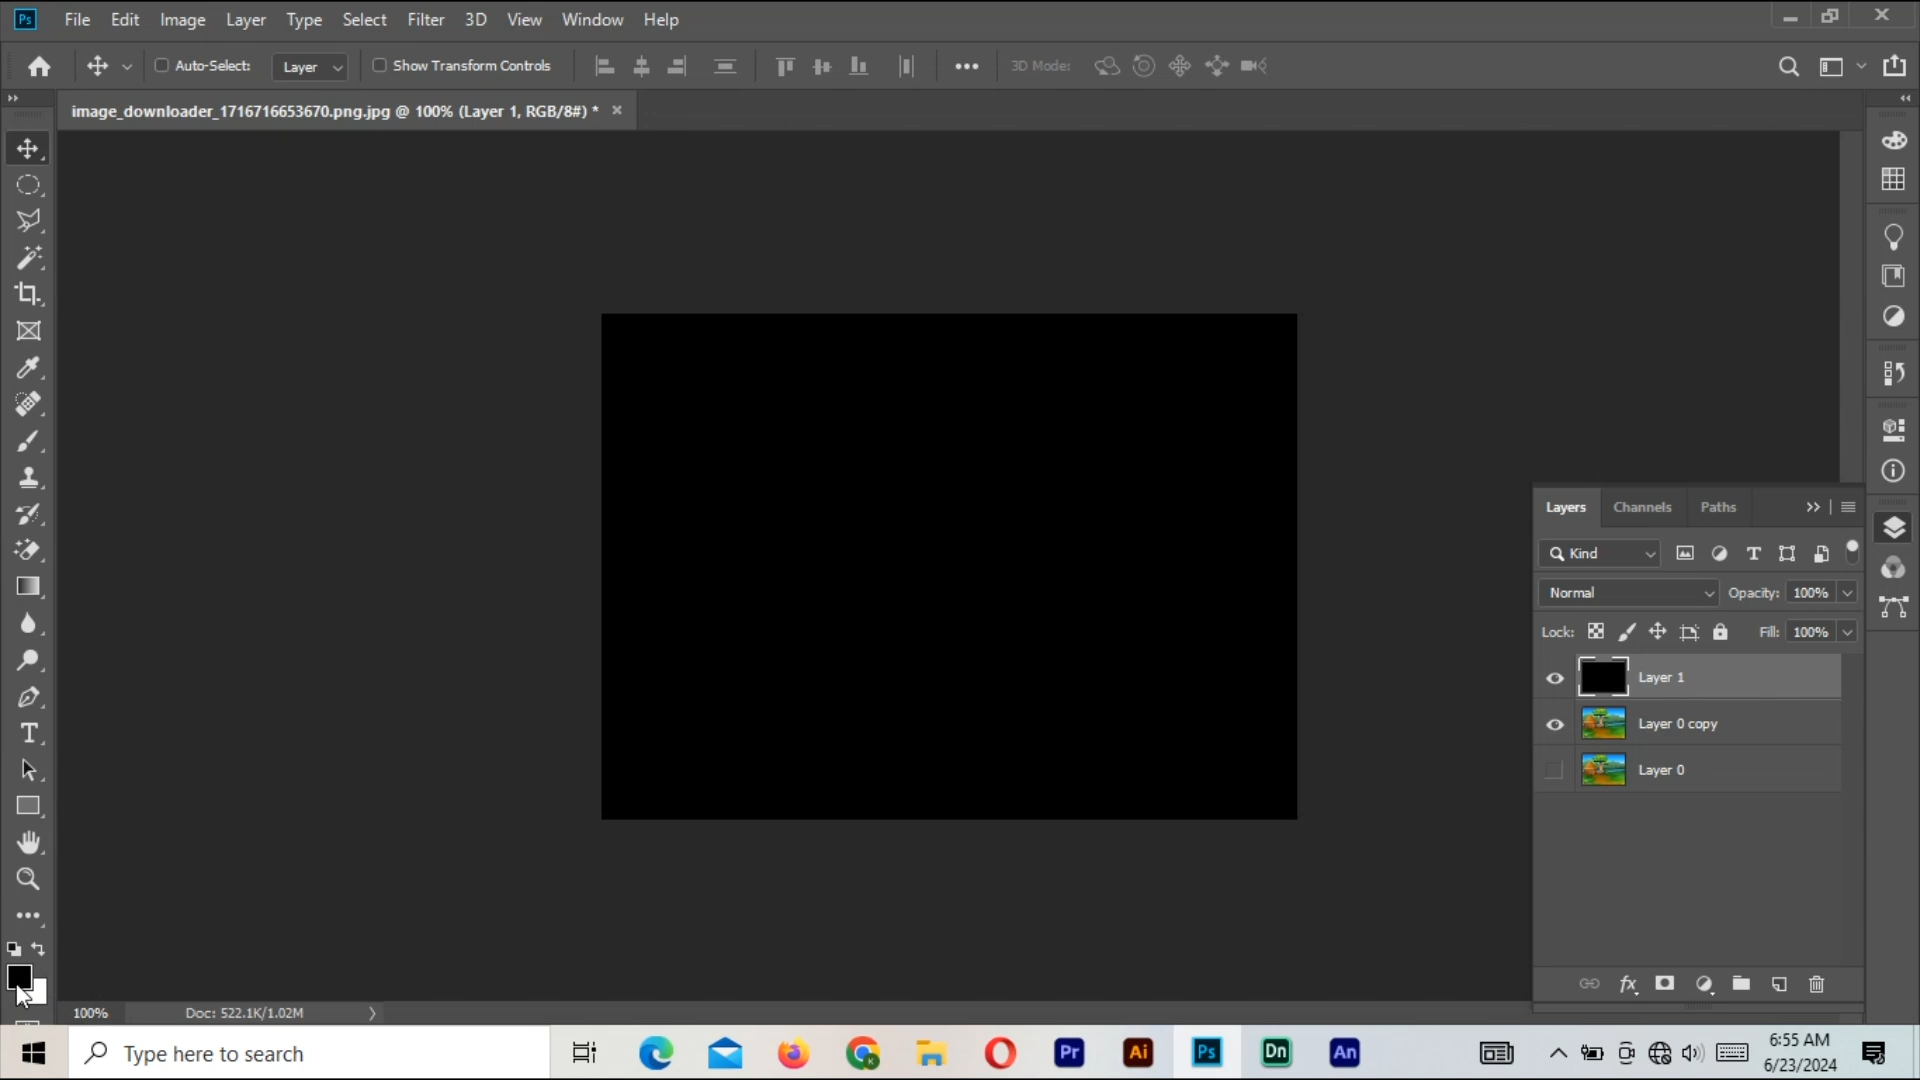 Ps File Edit Image Layer Type Select Filter 3D View Window Help
Auto-Select: Layer Show Transform Controls 3D Mode:
image_downloader_1716716653670.png.jpg @ 100% (Layer 1, RGB/8#) *
Layers Channels Paths
Kind
Normal Opacity: 100%
Lock: Fill: 100%
Layer 1
Layer 0 copy
Layer 0
fx
100% Doc: 522.1K/1.02M
Type here to search
Pr Ai Ps Dn An
6:55 AM
6/23/2024